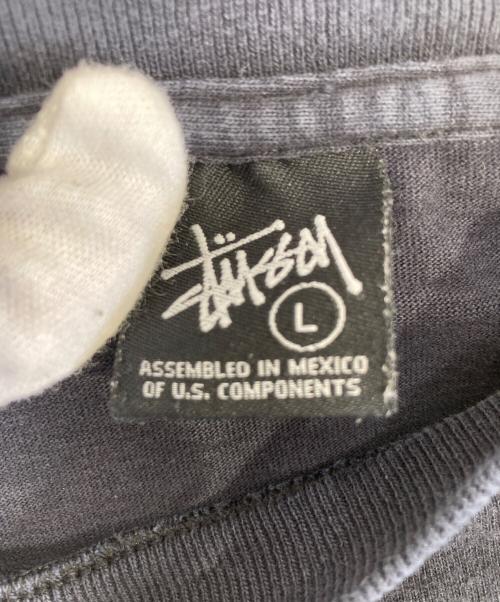 Stüssy
L
ASSEMBLED IN MEXICO
OF U.S. COMPONENTS